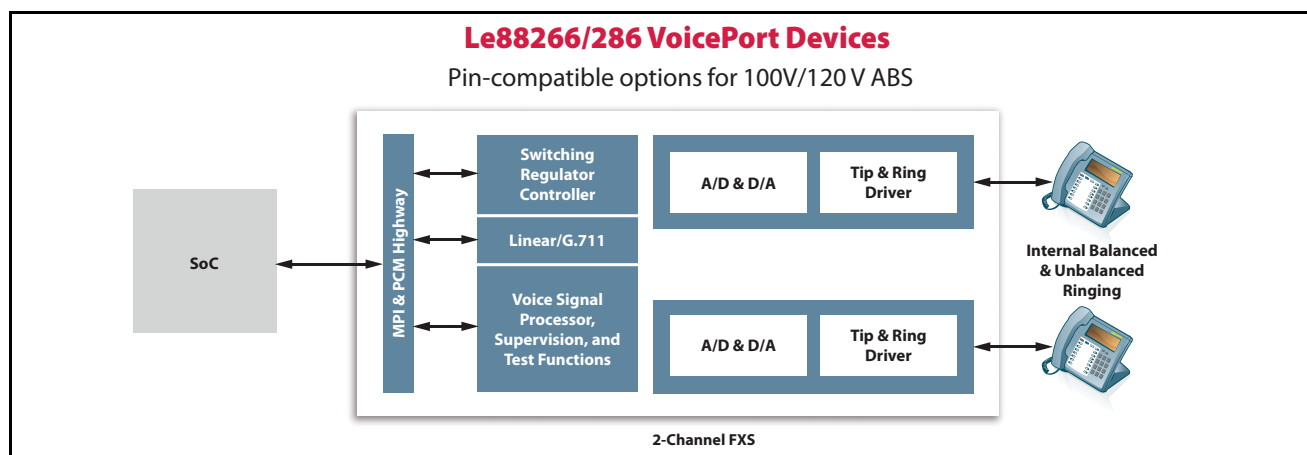 Le88266/286 VoicePort Devices
Pin-compatible options for 100V/120 V ABS
SoC
MPI & PCM Highway
Switching
Regulator
Controller
Linear/G.711
Voice Signal
Processor,
Supervision, and
Test Functions
A/D & D/A
Tip & Ring
Driver
A/D & D/A
Tip & Ring
Driver
Internal Balanced
& Unbalanced
Ringing
2-Channel FXS